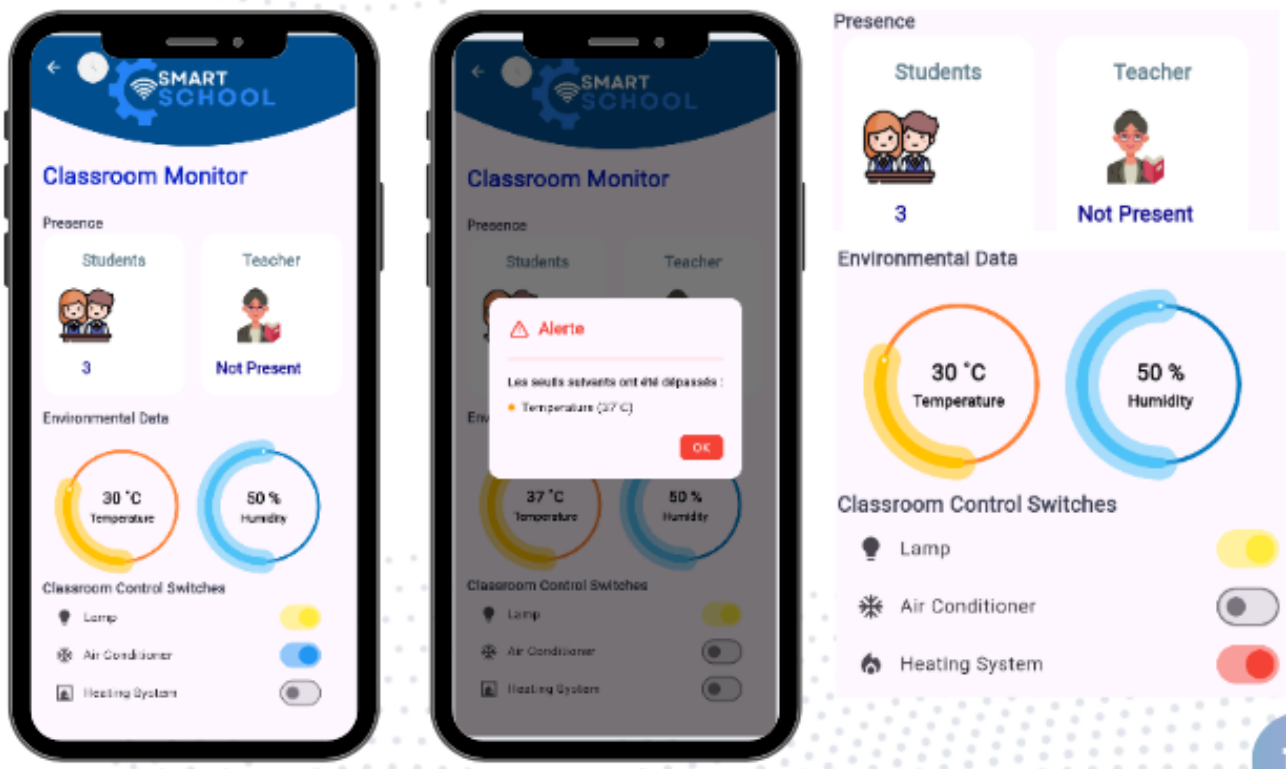 SMART
SCHOOL
Classroom Monitor
Presence
Students
Teacher
3
Not Present
Environmental Data
30 °C
Temperature
50 %
Humidity
Classroom Control Switches
Lamp
Air Conditioner
Heating System
SMART
SCHOOL
Classroom Monitor
Presence
Students
Teacher
Alerte
Les seuils suivants ont été dépassés :
Temperature (37°C)
OK
Env
37 °C
Temperature
50 %
Humidity
Classroom Control Switches
Lamp
Air Conditioner
Heating System
Presence
Students
Teacher
3
Not Present
Environmental Data
30 °C
Temperature
50 %
Humidity
Classroom Control Switches
Lamp
Air Conditioner
Heating System